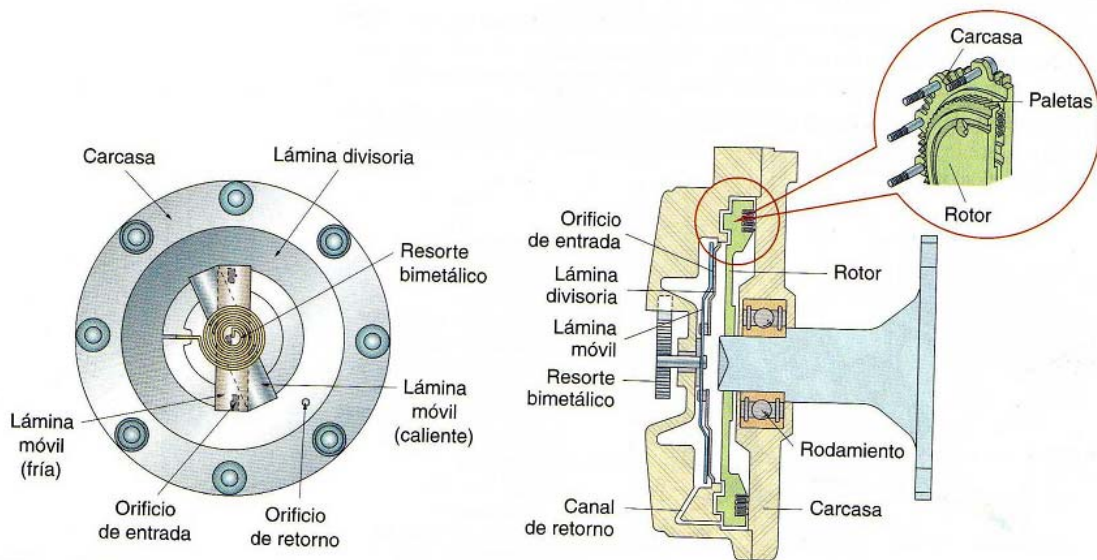 Carcasa
Lámina divisoria
Resorte
bimetálico
Lámina
móvil
(caliente)
Lámina
móvil
(fría)
Orificio
de entrada
Orificio
de retorno
Carcasa
Paletas
Rotor
Orificio
de entrada
Lámina
divisoria
Lámina
móvil
Resorte
bimetálico
Rotor
Rodamiento
Canal
de retorno
Carcasa